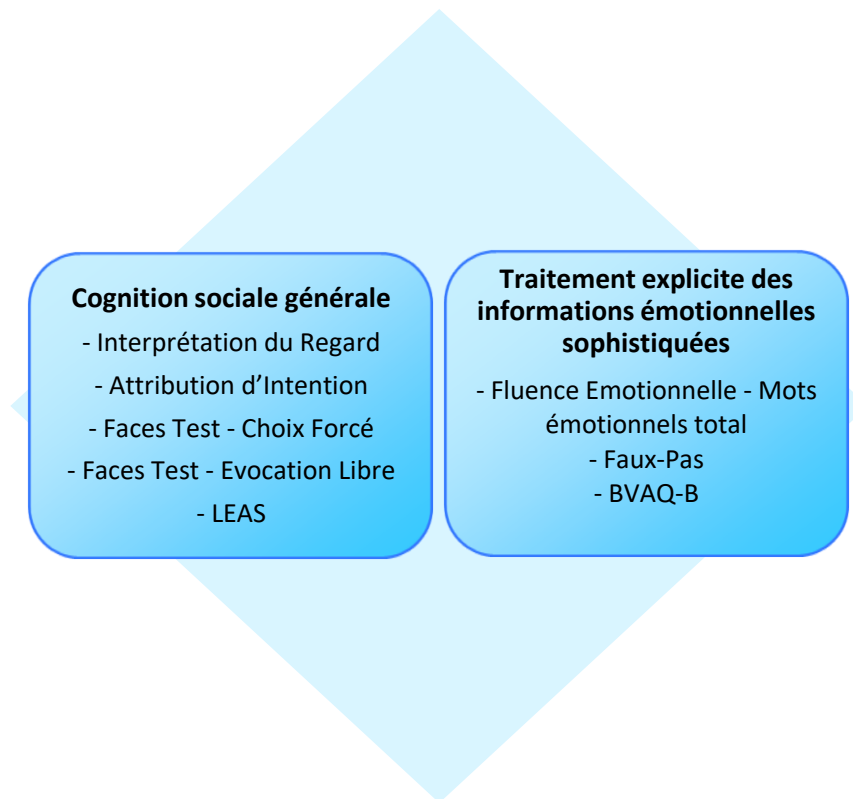 Cognition sociale générale
- Interprétation du Regard
- Attribution d’Intention
- Faces Test - Choix Forcé
- Faces Test - Evocation Libre
- LEAS
Traitement explicite des
informations émotionnelles
sophistiquées
- Fluence Emotionnelle - Mots
émotionnels total
- Faux-Pas
- BVAQ-B